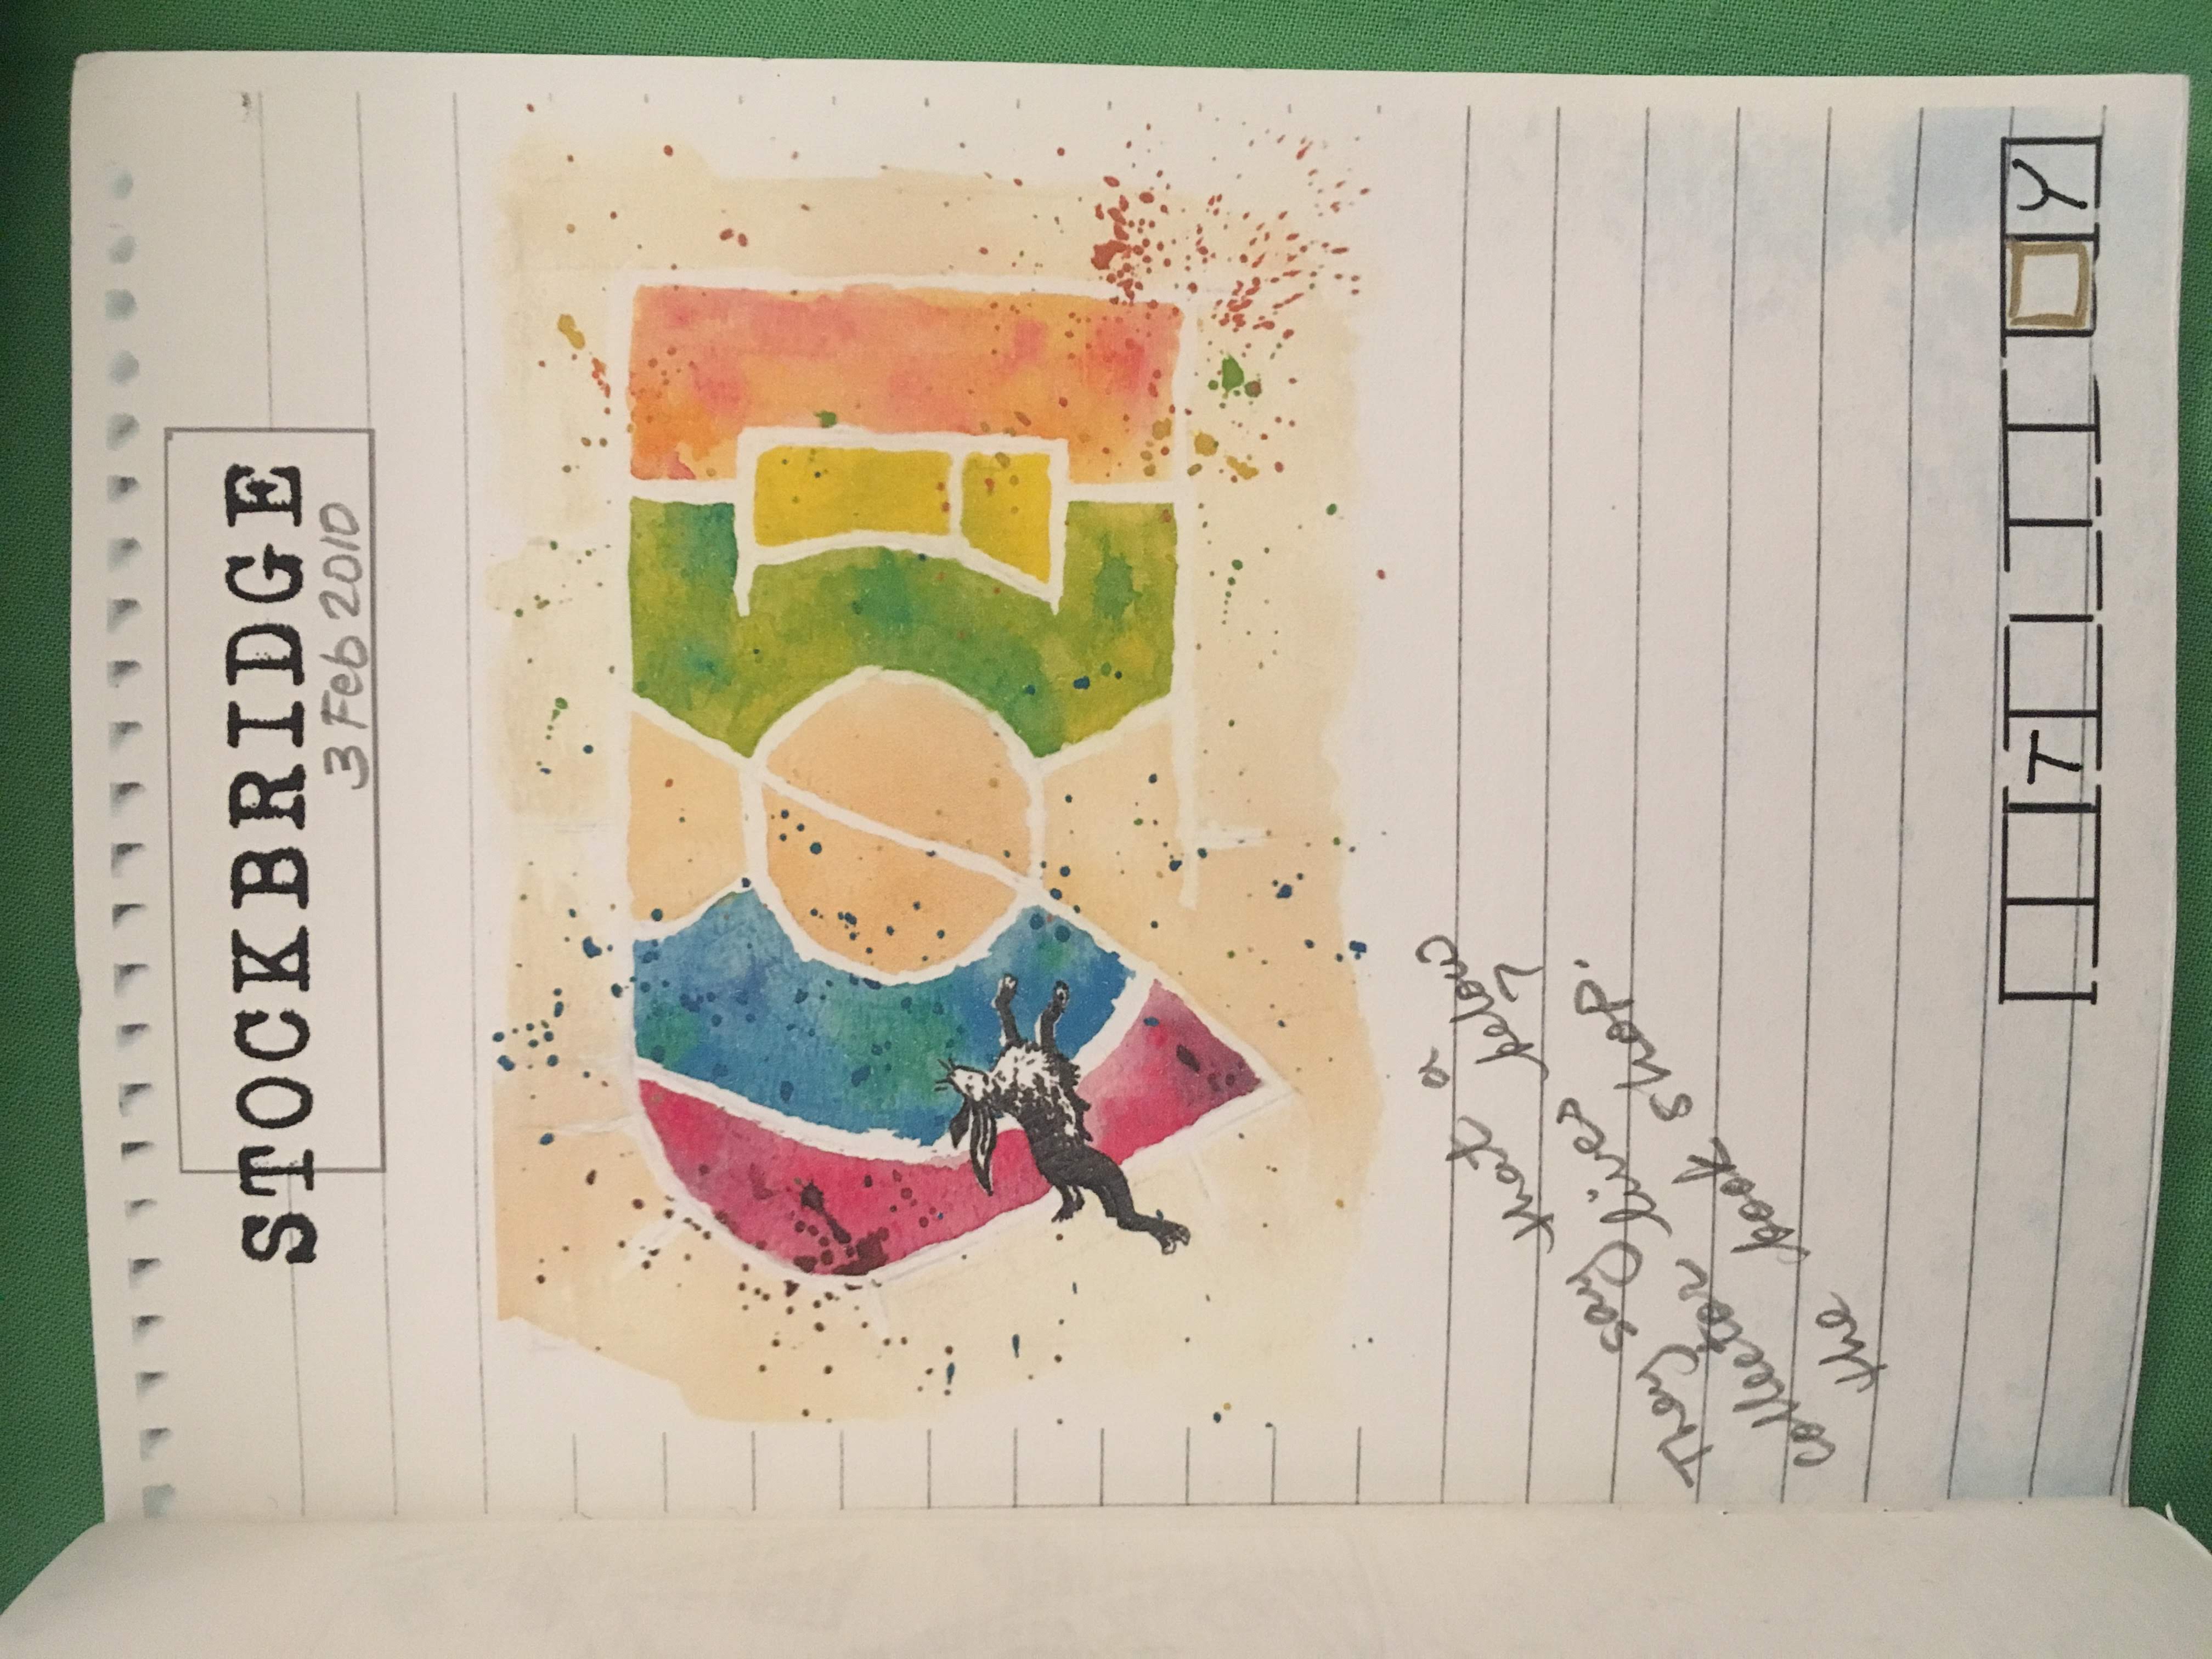 STOCKBRIDGE
3 Feb 2010
They say that a
collector lives below
the book shop.?
T Y